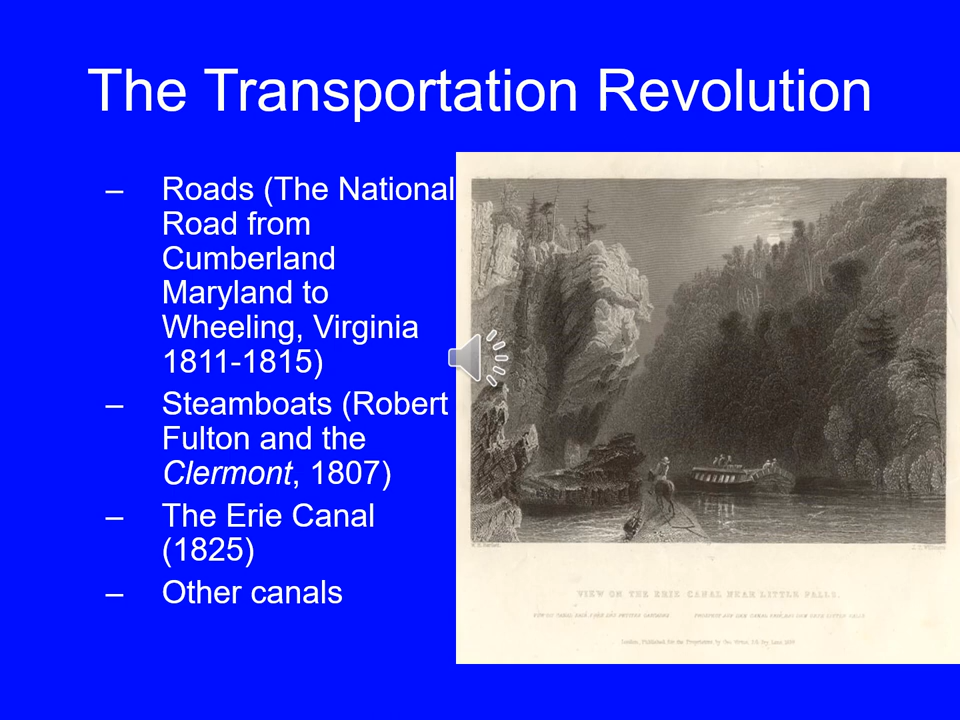 The Transportation Revolution
– Roads (The National
Road from
Cumberland
Maryland to
Wheeling, Virginia
1811-1815)
– Steamboats (Robert
Fulton and the
Clermont, 1807)
– The Erie Canal
(1825)
– Other canals
VIEW ON THE ERIE CANAL NEAR LITTLE FALLS.